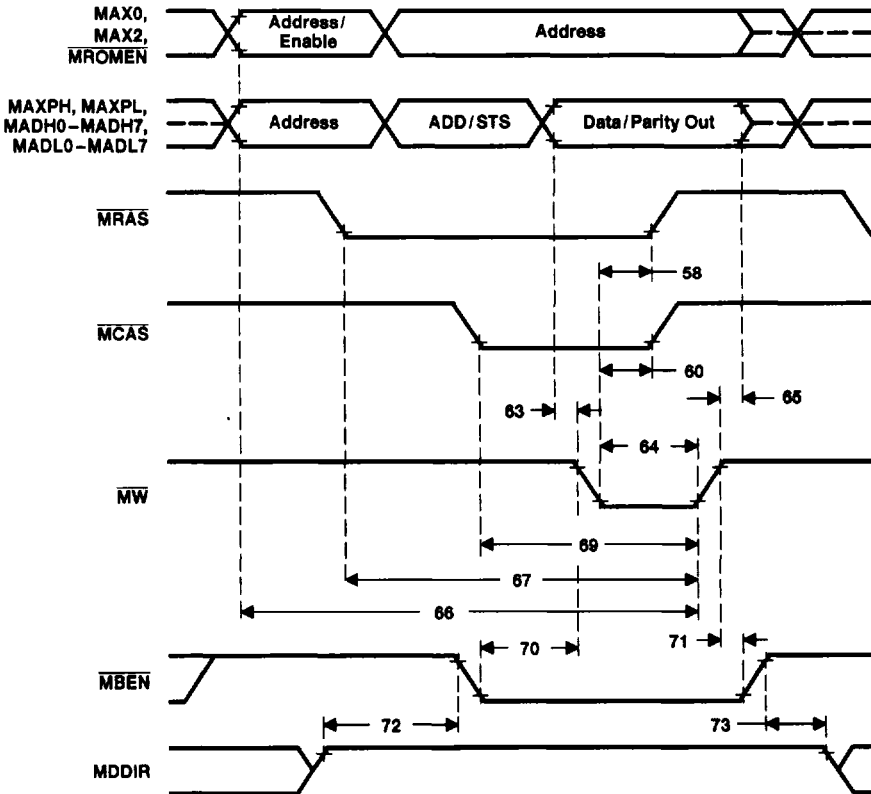 MAX0,
MAX2,
MROMEN
Address/
Enable
Address
MAXPH, MAXPL,
MADH0–MADH7,
MADL0–MADL7
Address
ADD/STS
Data/Parity Out
MRAS
58
MCAS
60
63
65
64
MW
69
67
66
70
71
MBEN
72
73
MDDIR